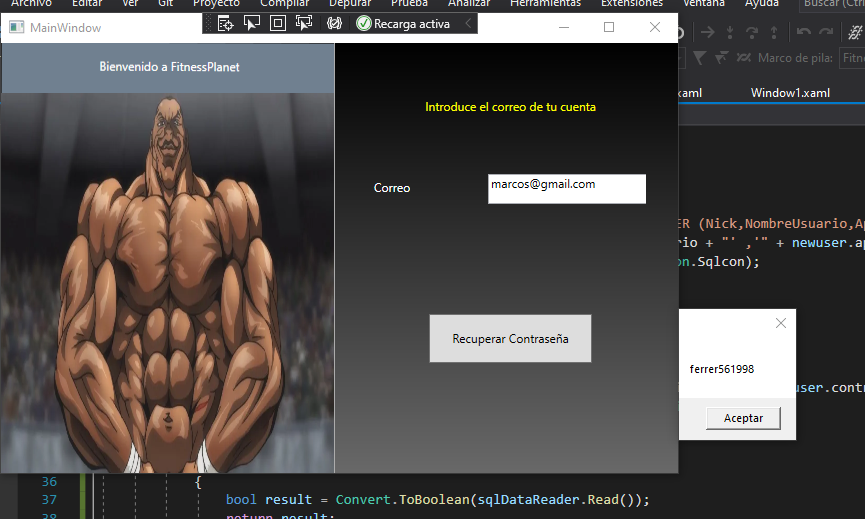 Archivo Editar Ver Git Proyecto Compilar Depurar Prueba Analizar Herramientas Extensiones Ventana Ayuda Buscar (Ctrl
MainWindow
Recarga activa
Marco de pila:
Bienvenido a FitnessPlanet
xaml Window1.xaml
Introduce el correo de tu cuenta
Correo
marcos@gmail.com
ER (Nick,NombreUsuario,Ap
rio + "' ,'" + newuser.ap
on.Sqlcon);
Recuperar Contraseña
ferrer561998
user.contr
Aceptar
36 {
37 bool result = Convert.ToBoolean(sqlDataReader.Read());
38 return result;